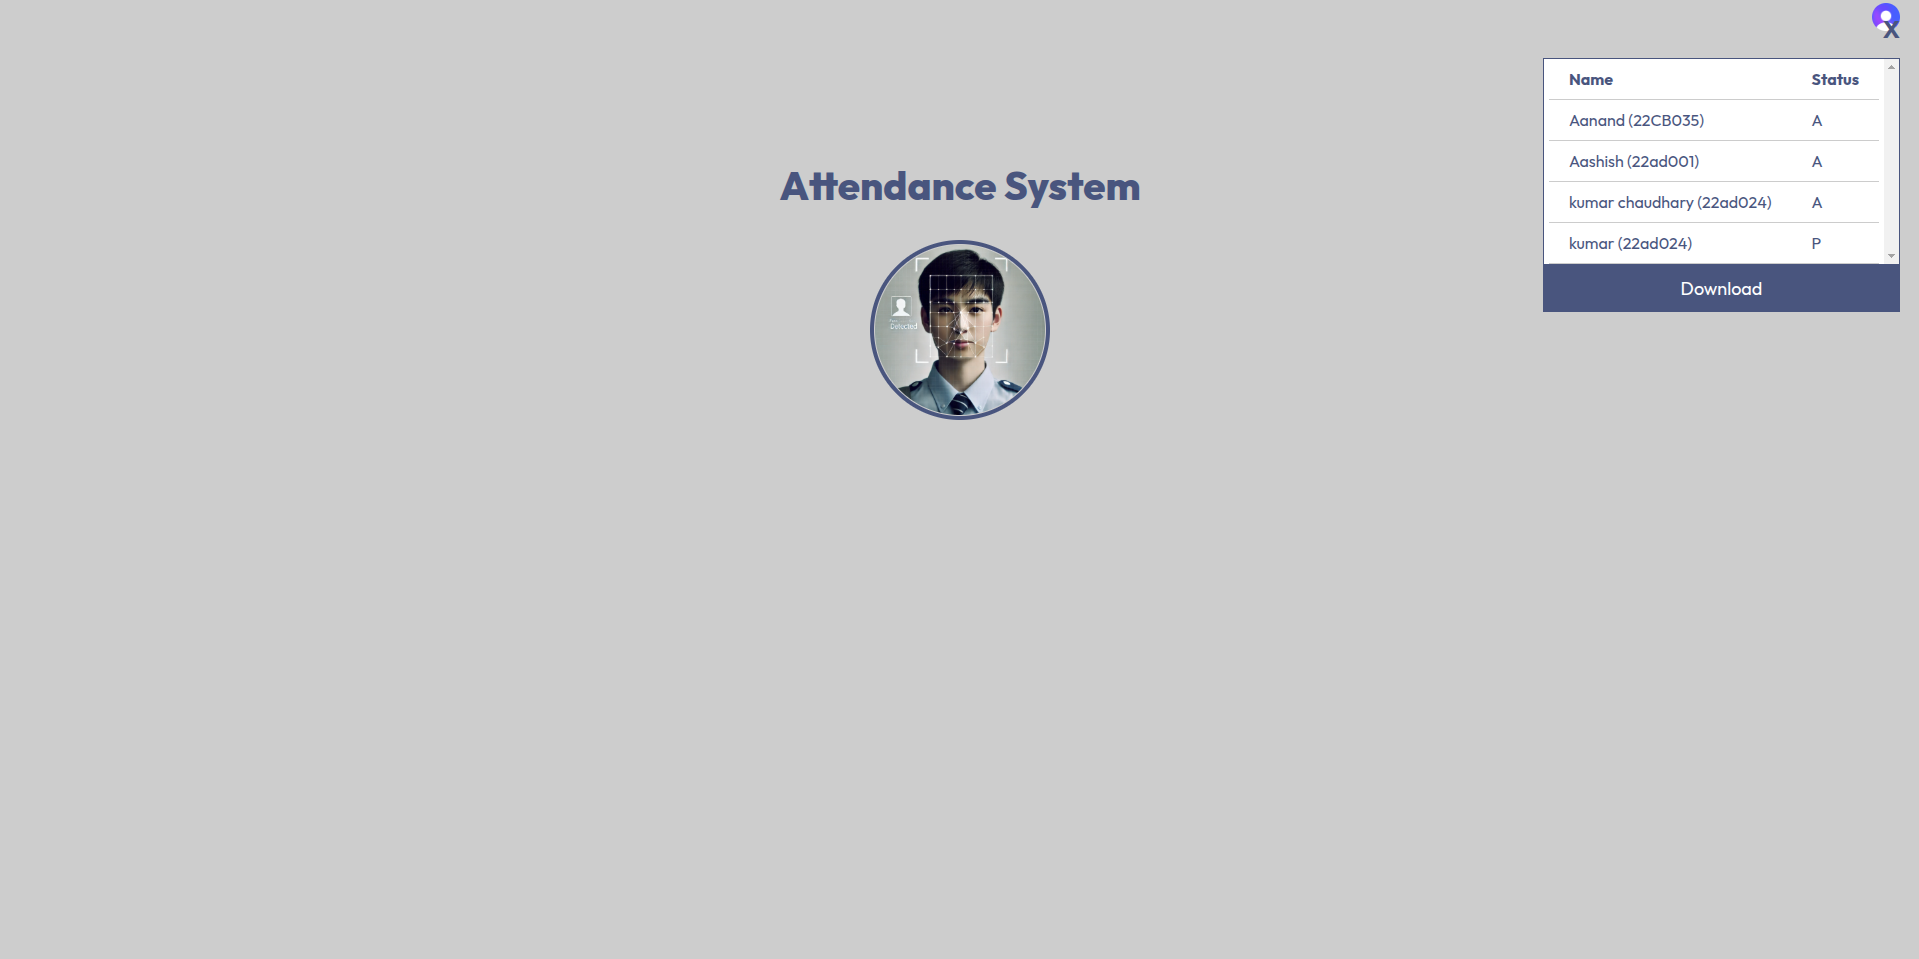 X
Name Status
Aanand (22CB035) A
Aashish (22ad001) A
kumar chaudhary (22ad024) A
kumar (22ad024) P
Download
Attendance System
Detected